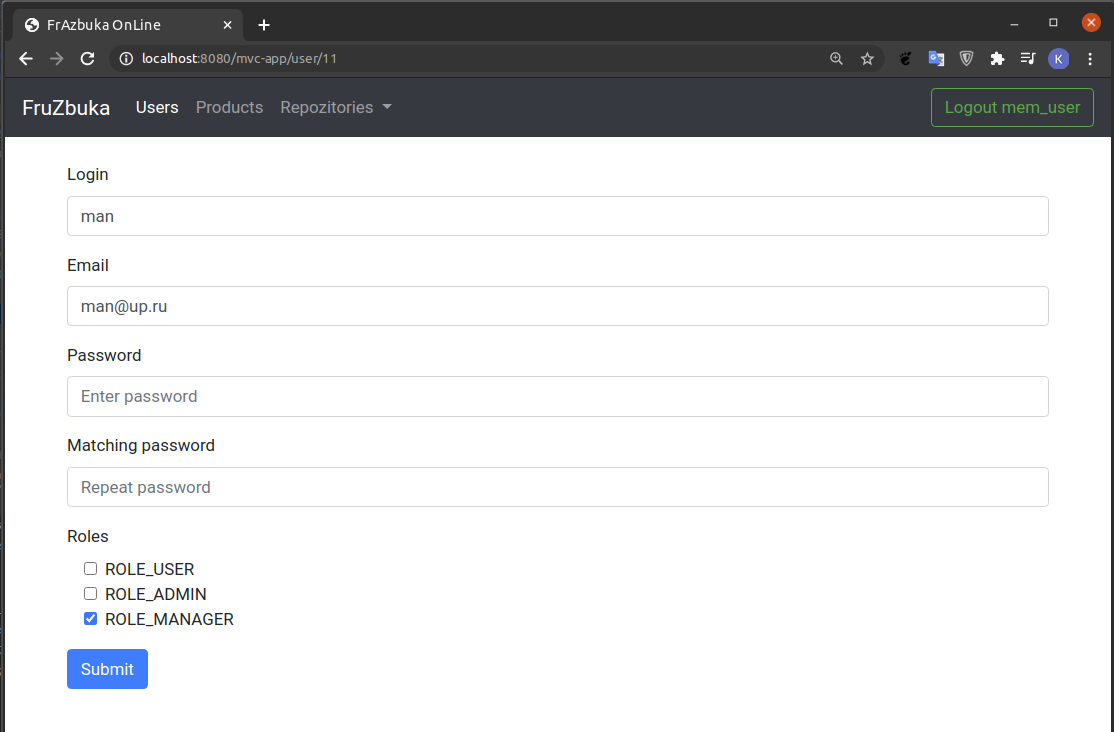 FrAzbuka OnLine
localhost:8080/mvc-app/user/11
K
FruZbuka Users Products Repozitories Logout mem_user
Login
man
Email
man@up.ru
Password
Enter password
Matching password
Repeat password
Roles
ROLE_USER
ROLE_ADMIN
ROLE_MANAGER
Submit